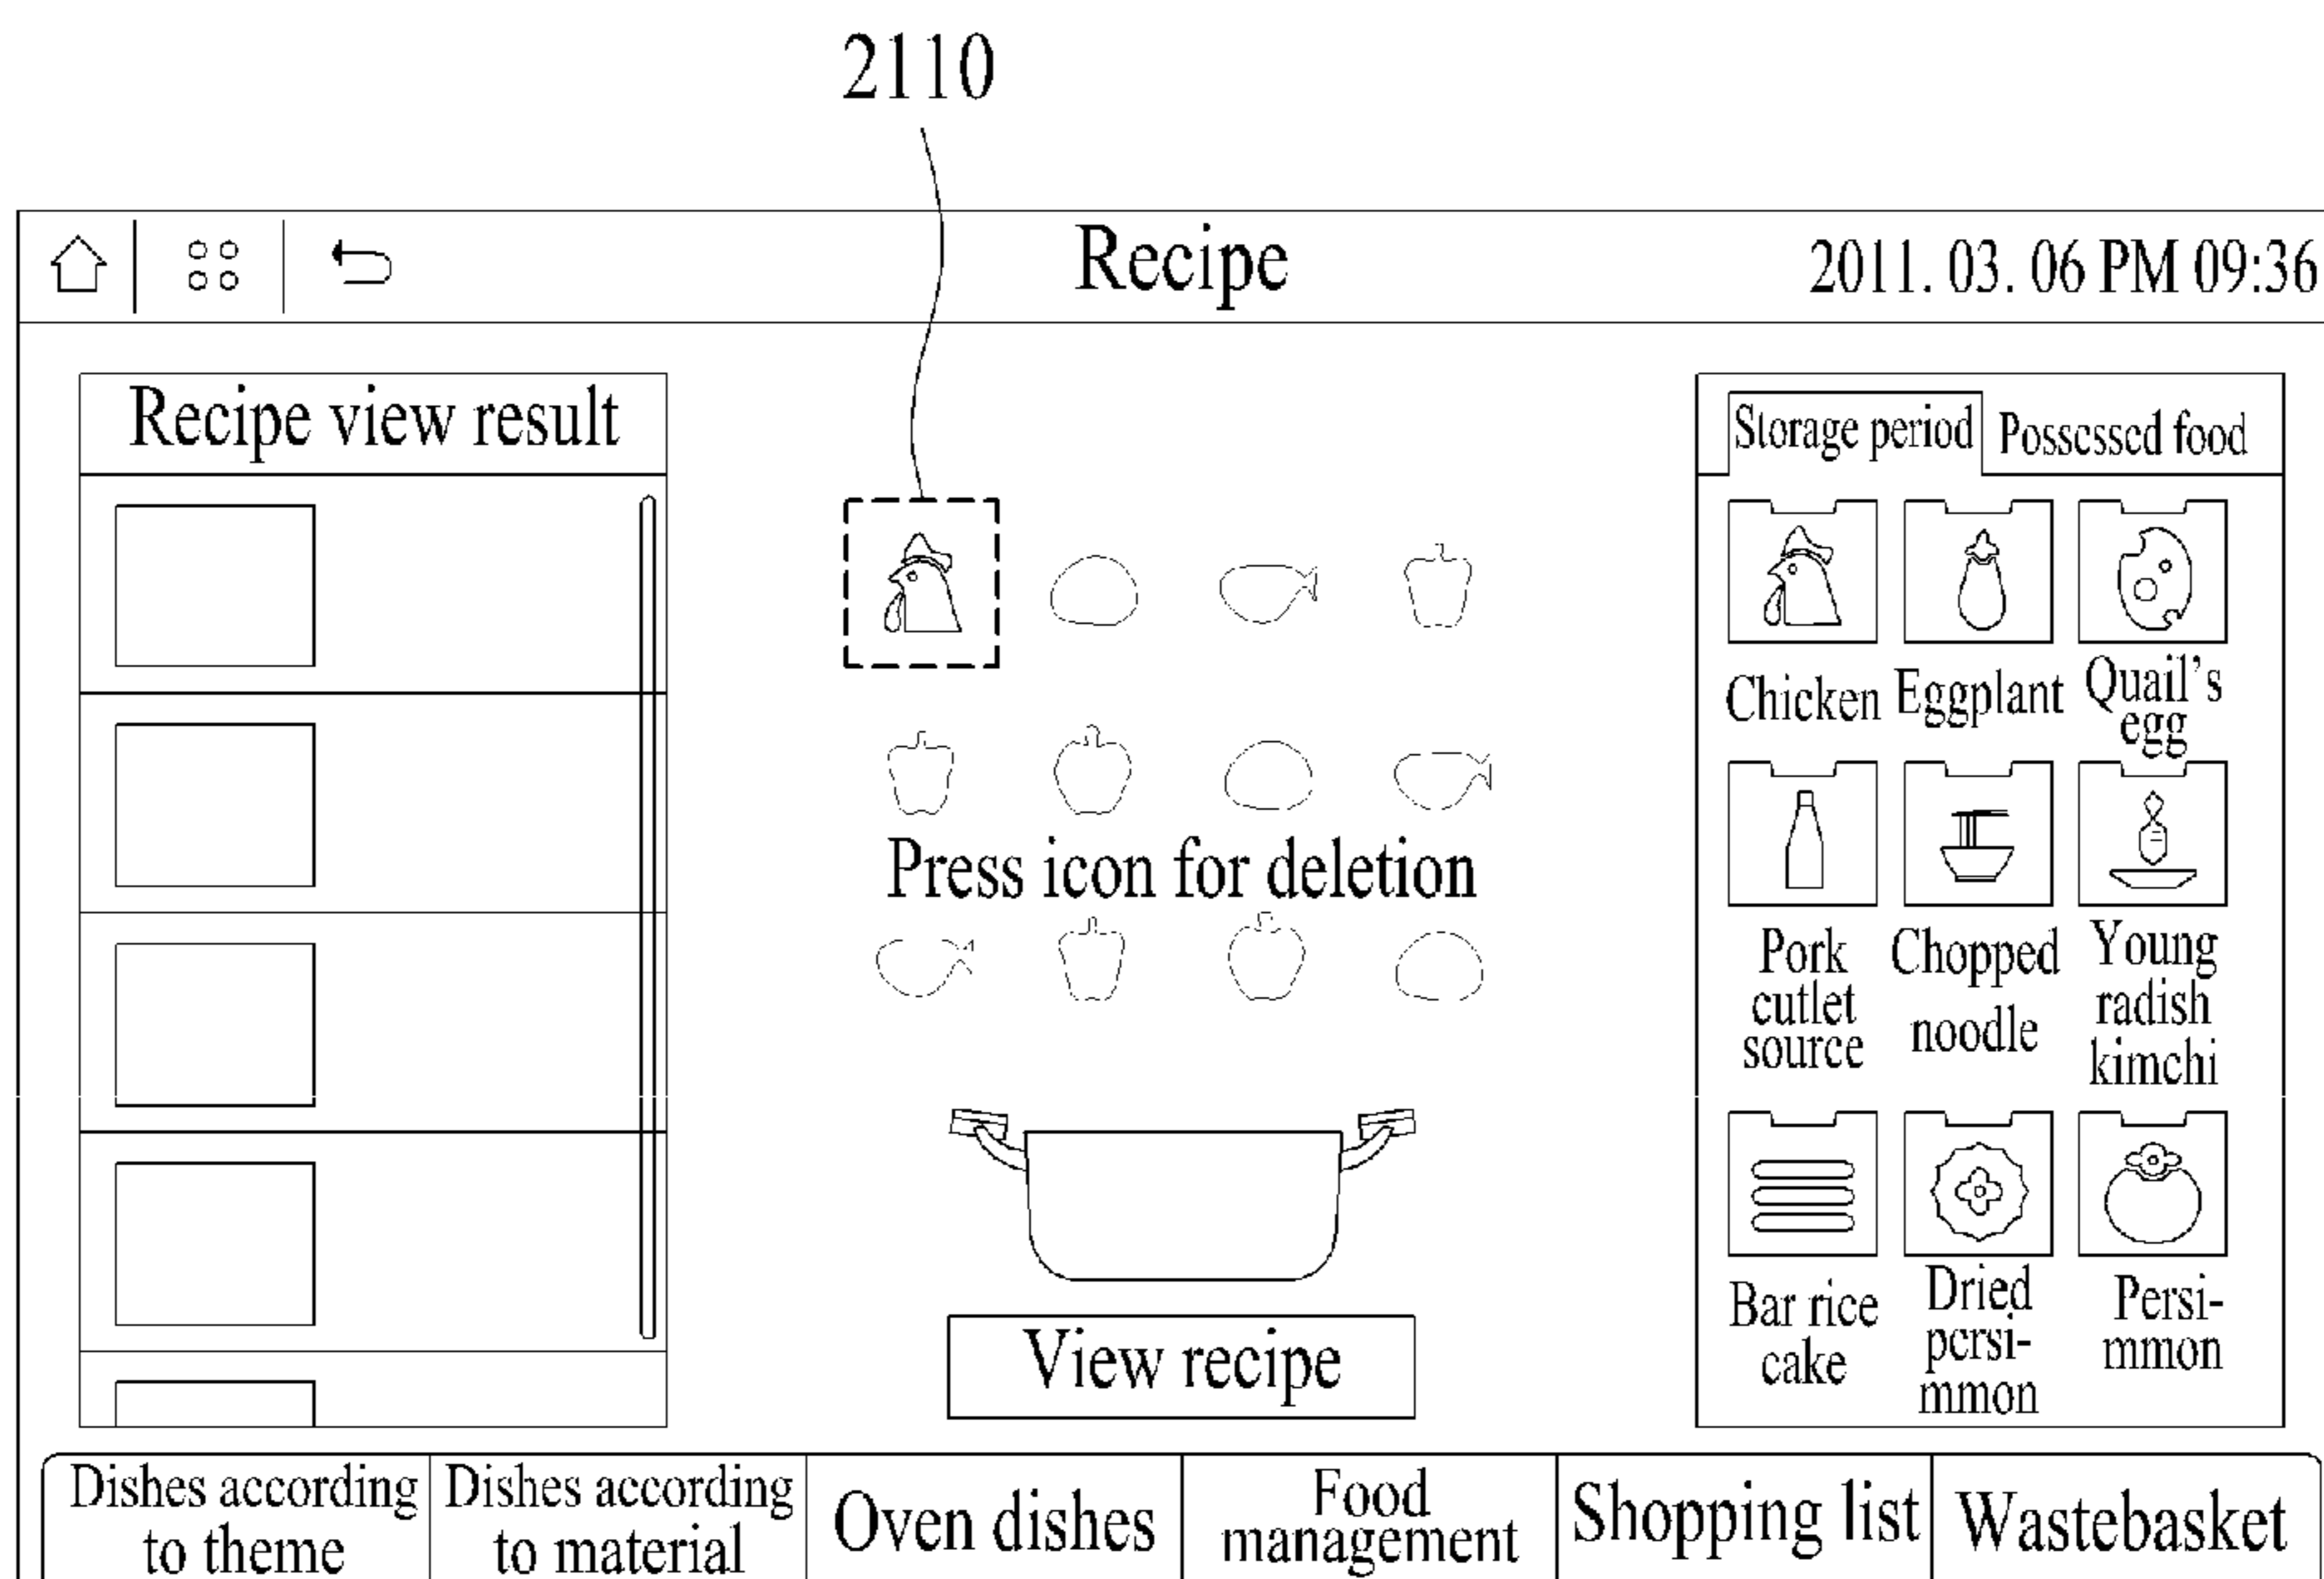 2110
Recipe
2011. 03. 06 PM 09:36
Recipe view result
Storage period
Possessed food
Chicken
Eggplant
Quail's
egg
Press icon for deletion
Pork
cutlet
source
Chopped
noodle
Young
radish
kimchi
Bar rice
cake
Dried
persi-
mmon
Persi-
mmon
View recipe
Dishes according
to theme
Dishes according
to material
Oven dishes
Food
management
Shopping list
Wastebasket